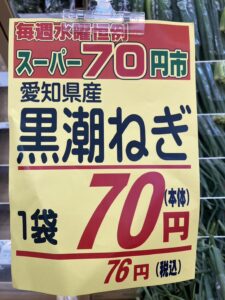 毎週水曜恒例
スーパー70円市
愛知県産
黒潮ねぎ
1袋 70円(本体)
76円(税込)